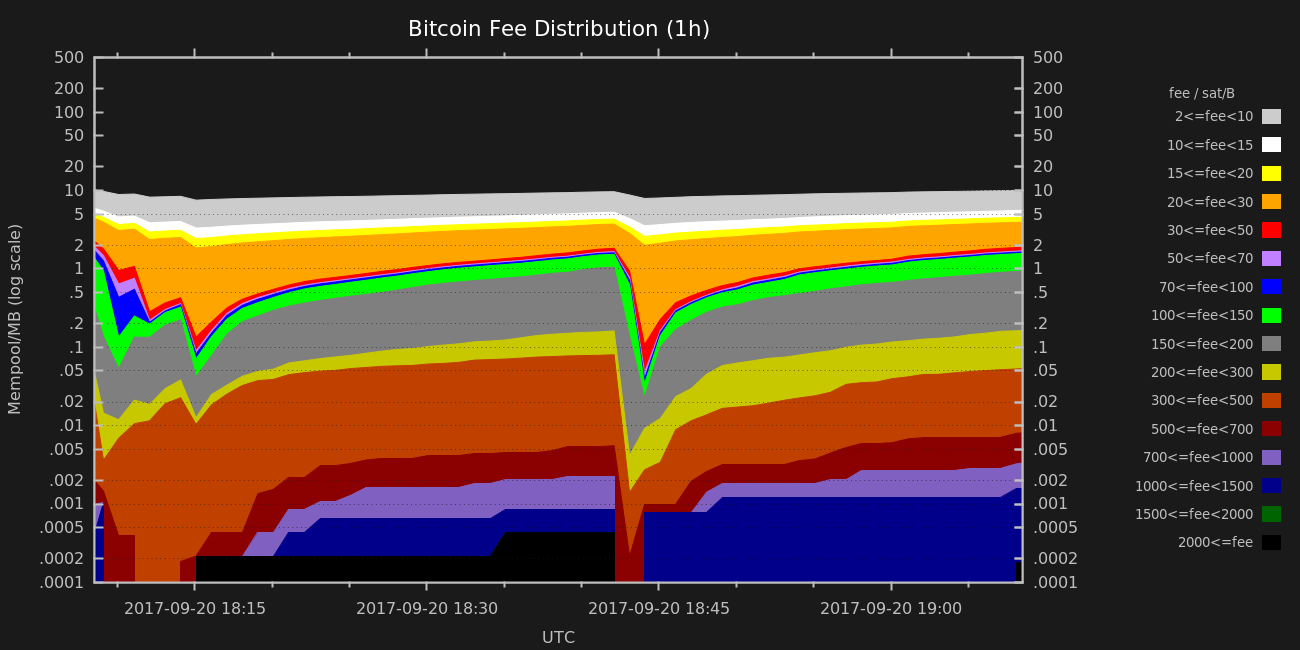 Bitcoin Fee Distribution (1h)
Mempool/MB (log scale)
500
200
100
50
20
10
5
2
1
.5
.2
.1
.05
.02
.01
.005
.002
.001
.0005
.0002
.0001
500
200
100
50
20
10
5
2
1
.5
.2
.1
.05
.02
.01
.005
.002
.001
.0005
.0002
.0001
2017-09-20 18:15 2017-09-20 18:30 2017-09-20 18:45 2017-09-20 19:00
UTC
fee / sat/B
2<=fee<10
10<=fee<15
15<=fee<20
20<=fee<30
30<=fee<50
50<=fee<70
70<=fee<100
100<=fee<150
150<=fee<200
200<=fee<300
300<=fee<500
500<=fee<700
700<=fee<1000
1000<=fee<1500
1500<=fee<2000
2000<=fee